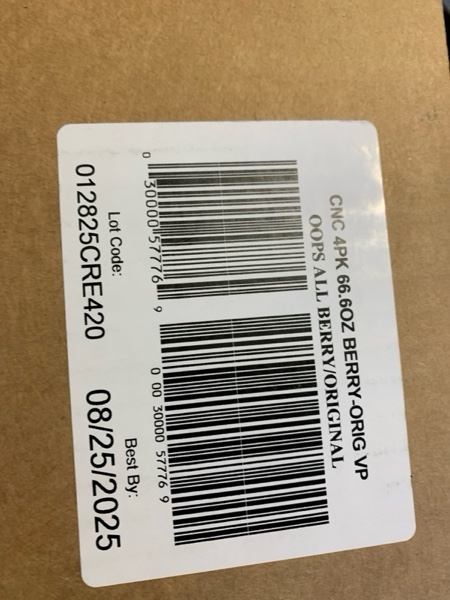 CNC 4PK 66.6OZ BERRY-ORIG VP
OOPS ALL BERRY/ORIGINAL
0 30000 57776 9
0 00 30000 57776 9
Lot Code:
012825CRE420
Best By:
08/25/2025